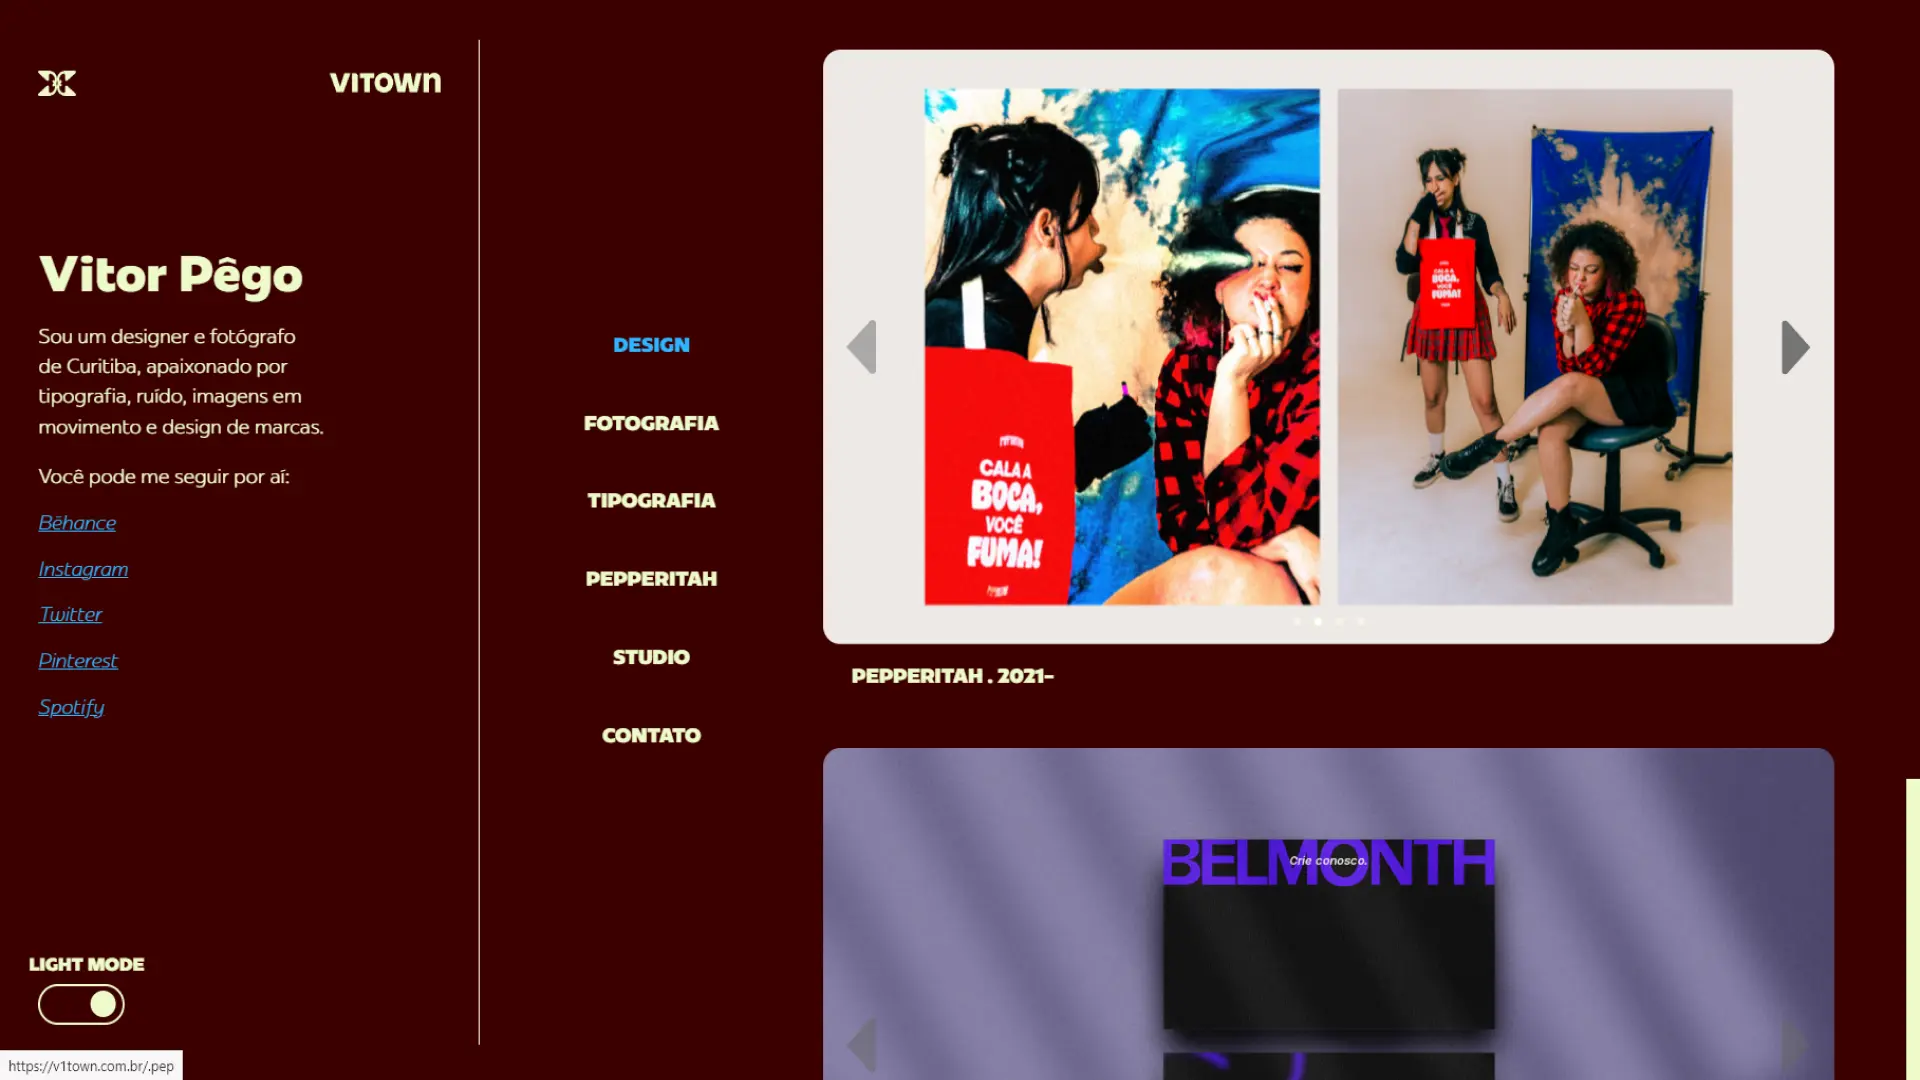 VITOWN
Vitor Pêgo
Sou um designer e fotógrafo
de Curitiba, apaixonado por
tipografia, ruído, imagens em
movimento e design de marcas.
Você pode me seguir por aí:
Bēhance
Instagram
Twitter
Pinterest
Spotify
LIGHT MODE
https://v1town.com.br/.pep
DESIGN
FOTOGRAFIA
TIPOGRAFIA
PEPPERITAH
STUDIO
CONTATO
CALA A
BOCA,
VOCÊ
FUMA!
CALA A
BOCA,
VOCÊ
FUMA!
PEPPERITAH . 2021-
BELMONTH
Crie conosco.